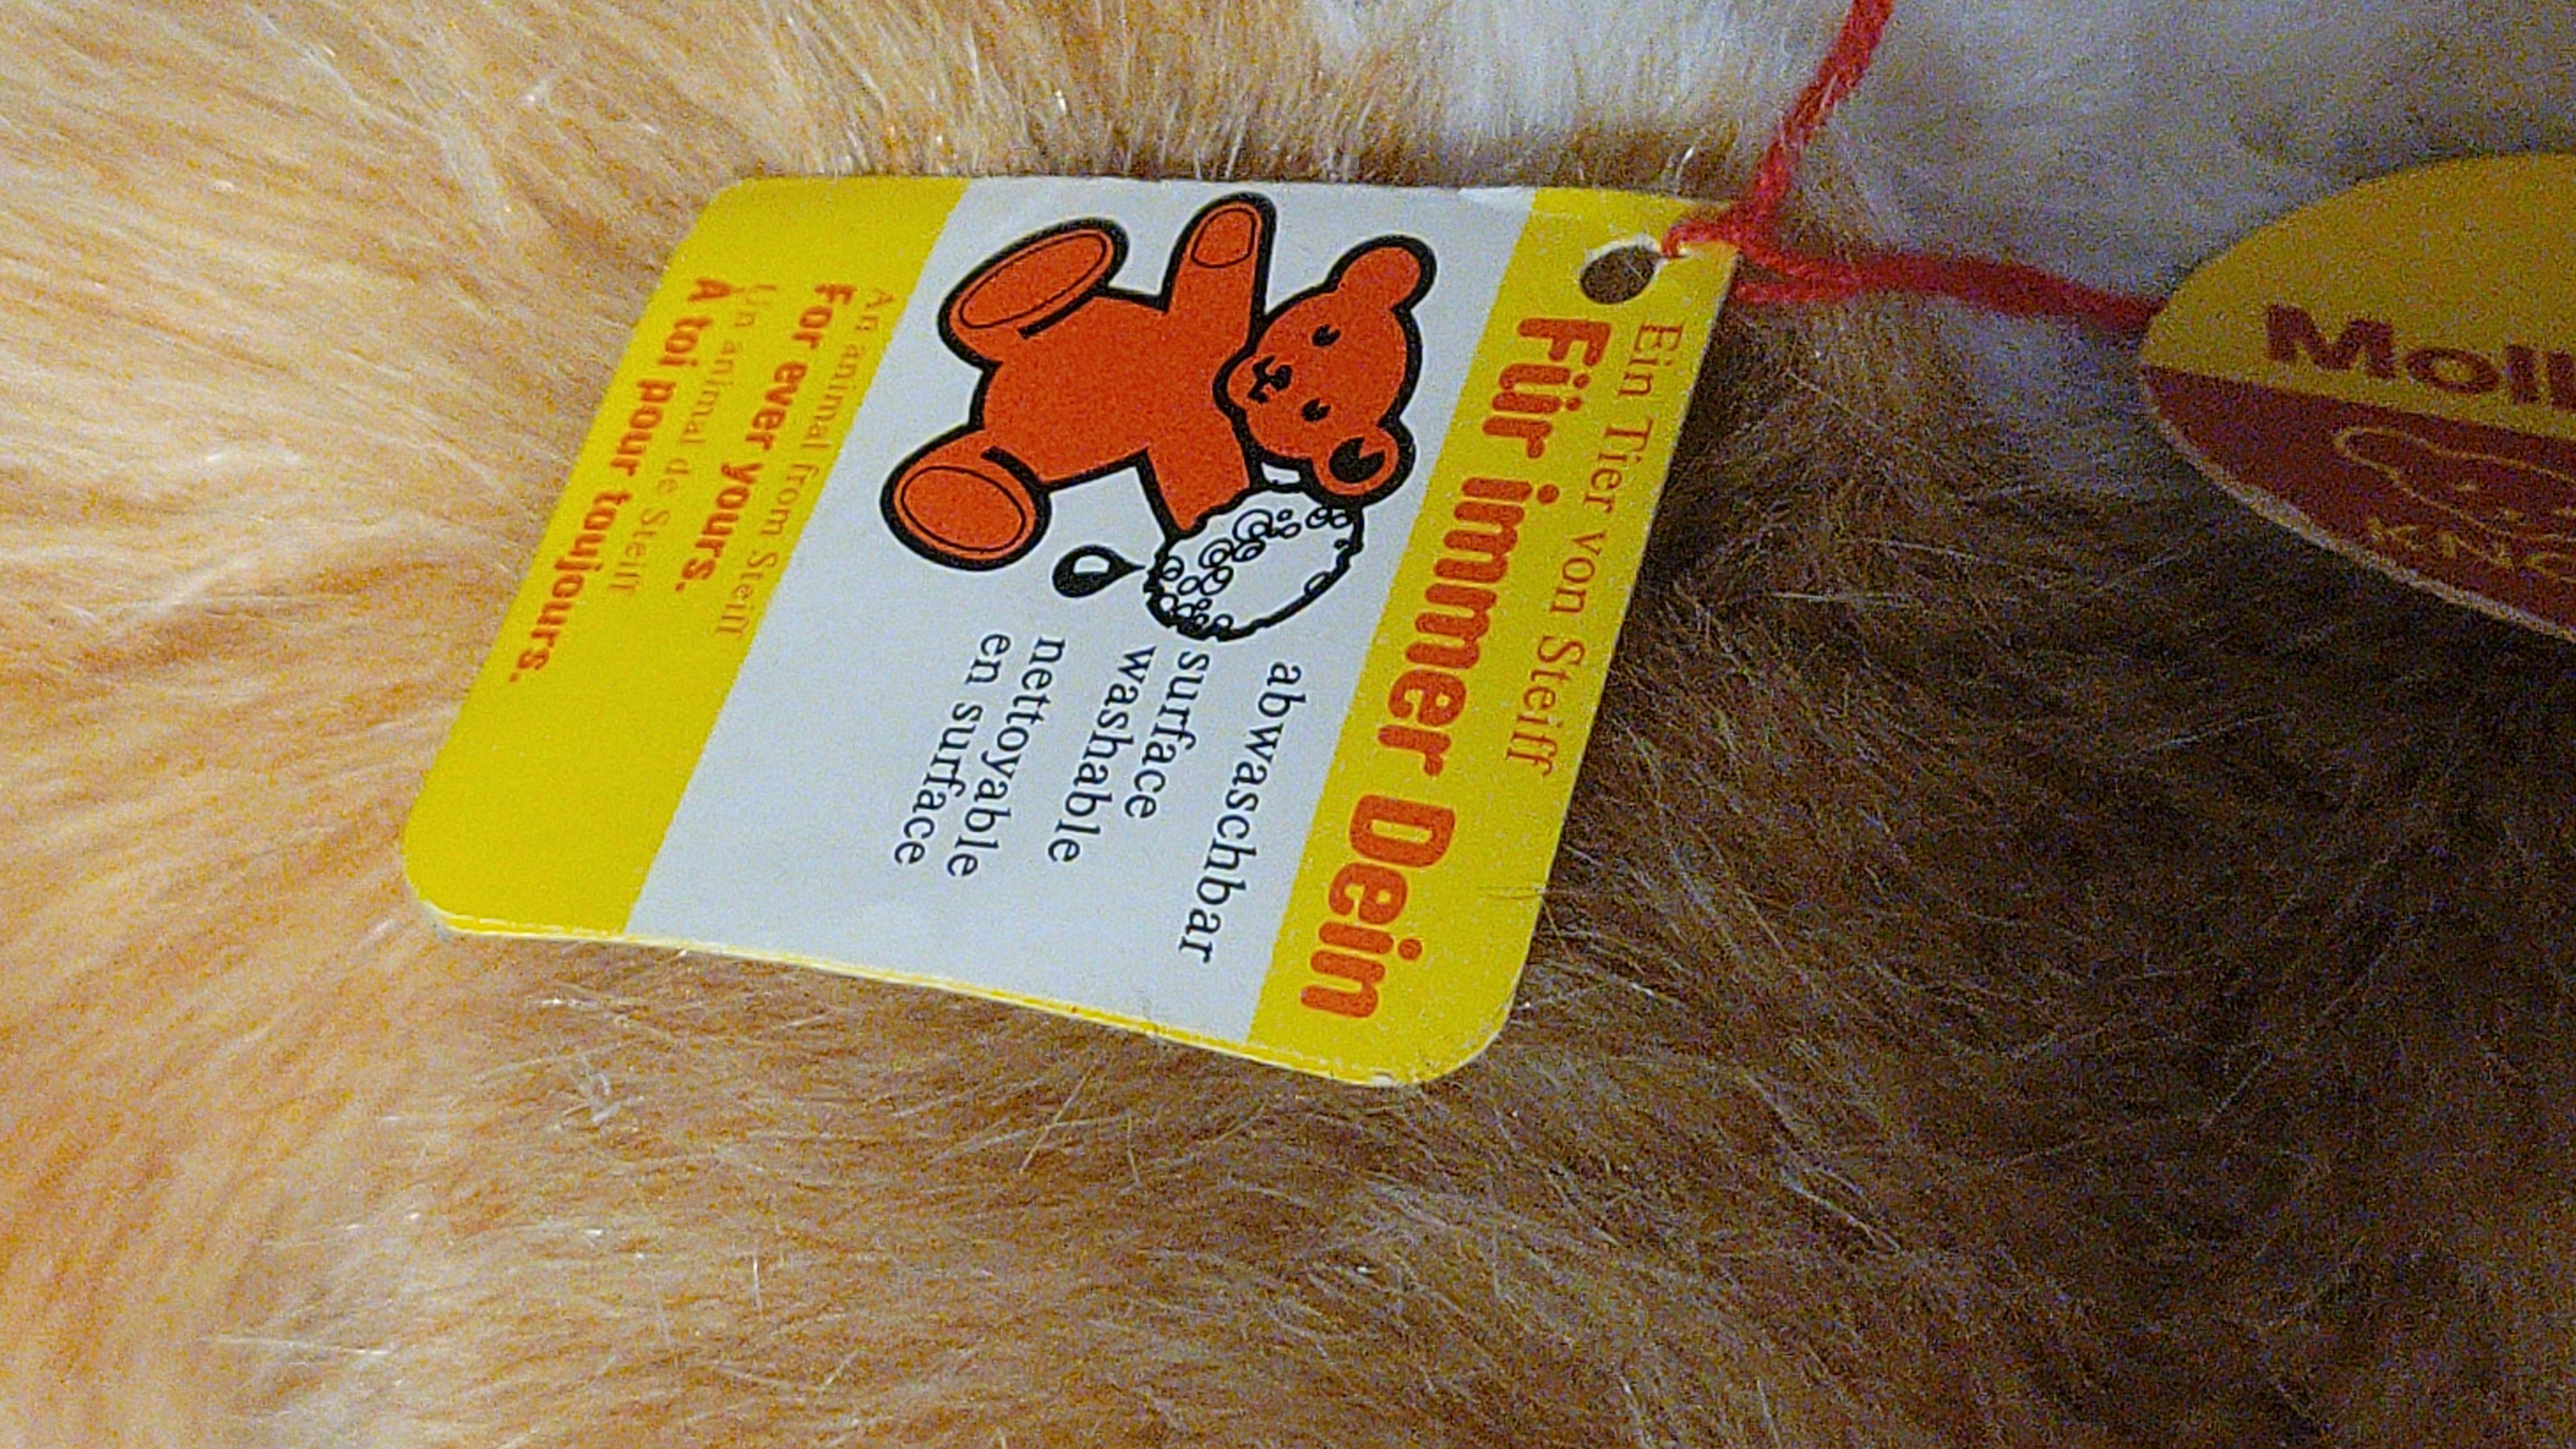 Ein Tier von Steiff
Für immer Dein
abwaschbar
surface
washable
nettoyable
en surface
An animal from Steiff
For ever yours.
Un animal de Steiff
A toi pour toujours.
Moll